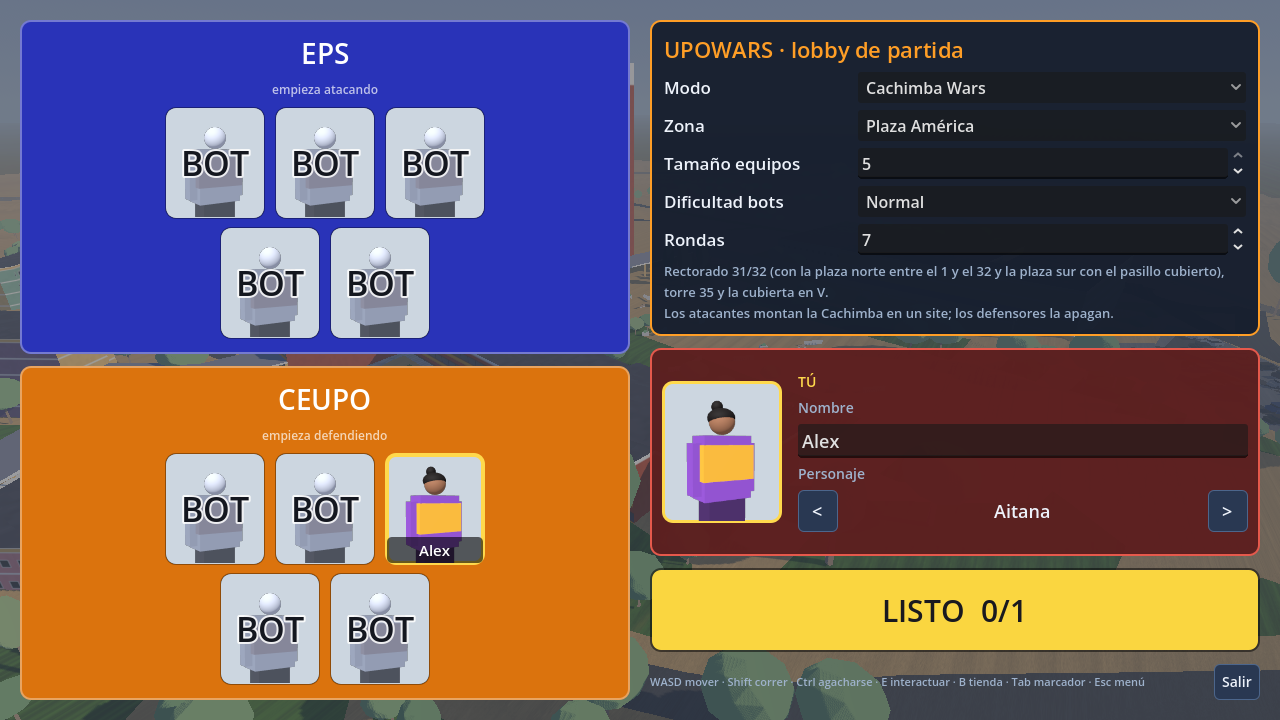 EPS
empieza atacando
BOT BOT BOT
BOT BOT
CEUPO
empieza defendiendo
BOT BOT
Alex
BOT BOT
UPOWARS · lobby de partida
Modo Cachimba Wars
Zona Plaza América
Tamaño equipos 5
Dificultad bots Normal
Rondas 7
Rectorado 31/32 (con la plaza norte entre el 1 y el 32 y la plaza sur con el pasillo cubierto),
torre 35 y la cubierta en V.
Los atacantes montan la Cachimba en un site; los defensores la apagan.
TÚ
Nombre
Alex
Personaje
< Aitana >
LISTO 0/1
WASD mover · Shift correr · Ctrl agacharse · E interactuar · B tienda · Tab marcador · Esc menú
Salir